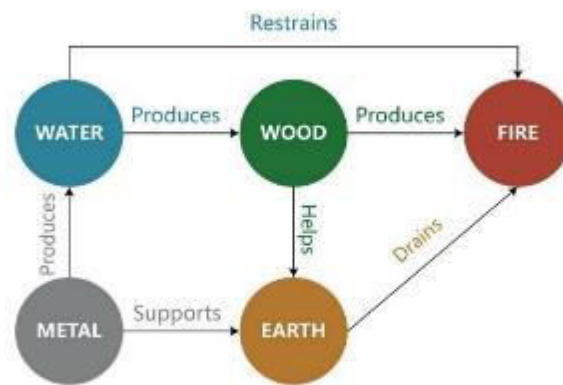 Restrains
WATER
Produces
WOOD
Produces
FIRE
Produces
Helps
Drains
METAL
Supports
EARTH